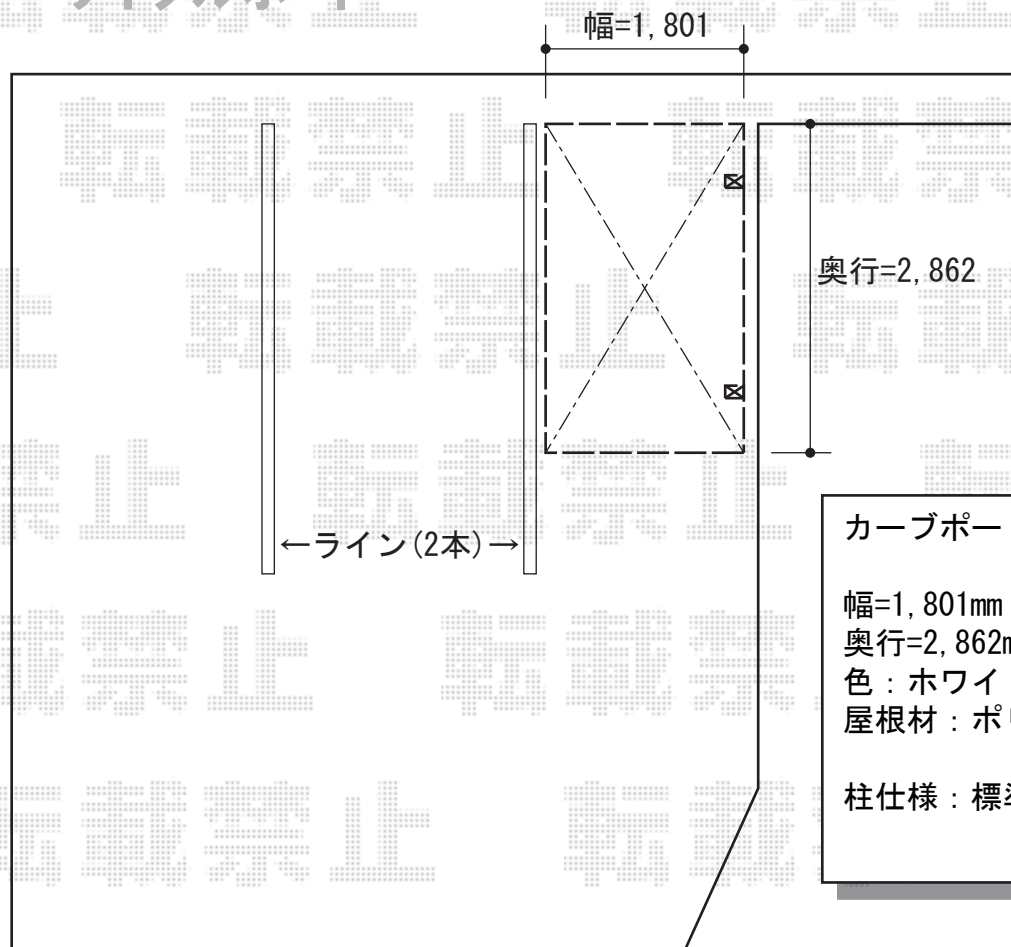 幅=1,801
転載禁止
奥行=2,862
←ライン(2本)→
カーブポー
幅=1,801mm
奥行=2,862m
色：ホワイ
屋根材：ポ
柱仕様：標